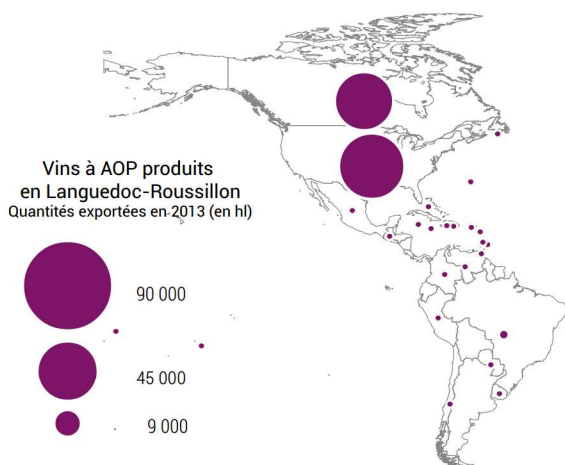 Vins à AOP produits
en Languedoc-Roussillon
Quantités exportées en 2013 (en hl)
90 000
45 000
9 000